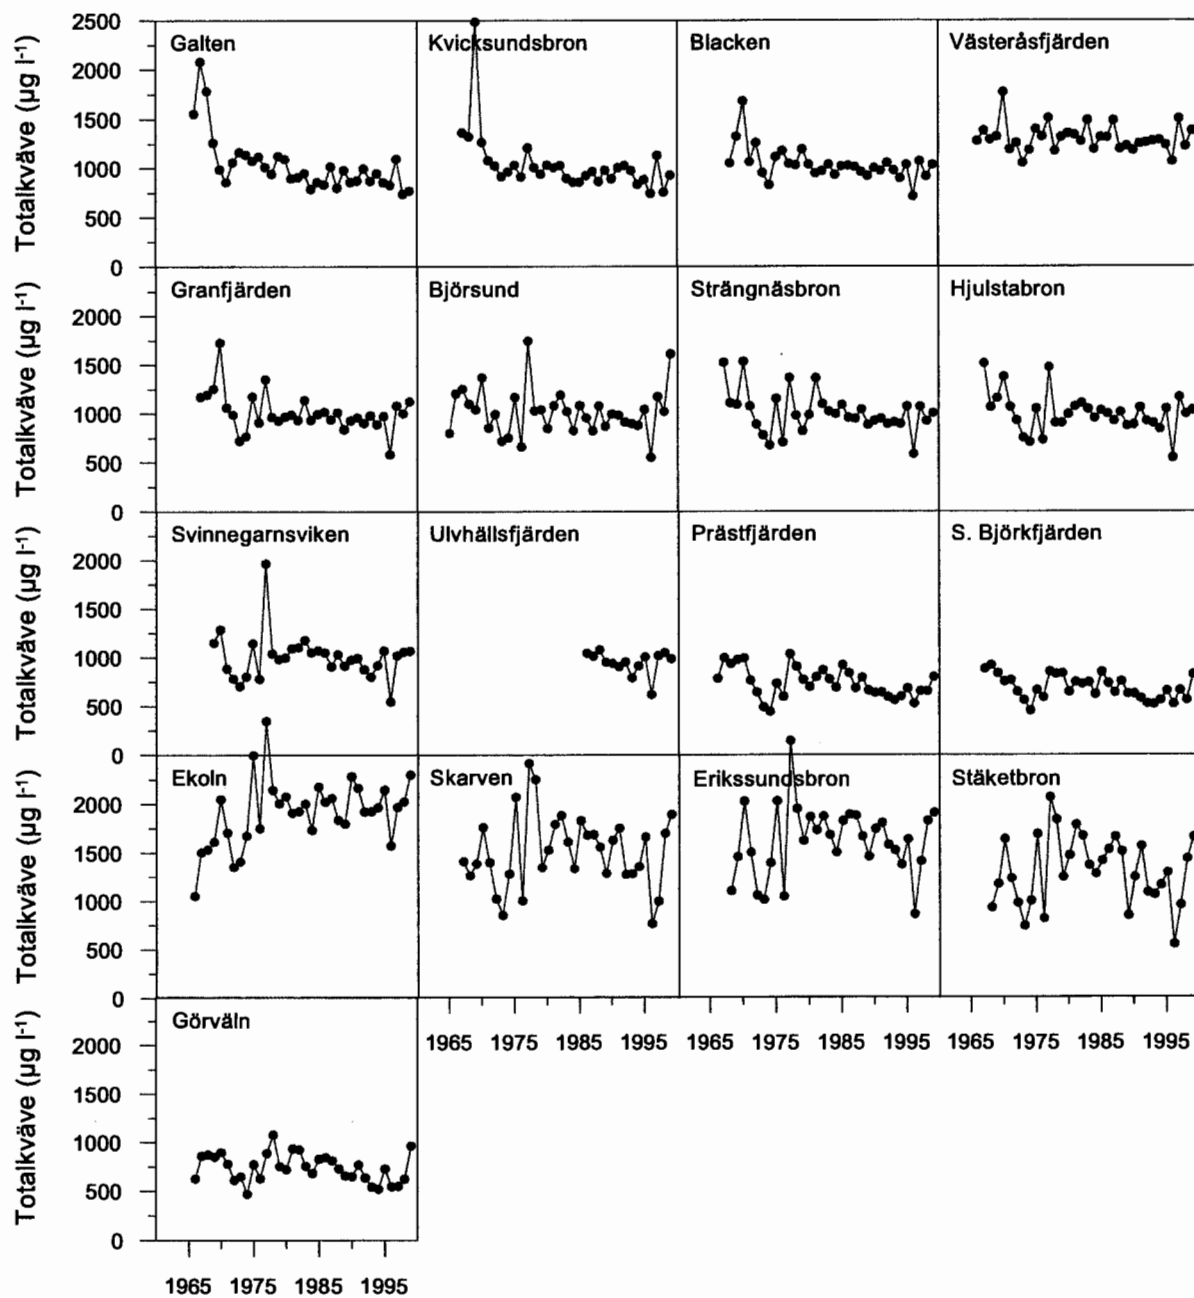 Totalkväve (µg l-1)
2500
2000
1500
1000
500
0
Galten
Kvicksundsbron
Blacken
Västeråsfjärden
Totalkväve (µg l-1)
2000
1500
1000
500
0
Granfjärden
Björsund
Strängnäsbron
Hjulstabron
Totalkväve (µg l-1)
2000
1500
1000
500
0
Svinnegarnsviken
Ulvhällsfjärden
Prästfjärden
S. Björkfjärden
Totalkväve (µg l-1)
2000
1500
1000
500
0
Ekoln
Skarven
Erikssundsbron
Stäketbron
1965 1975 1985 1995
1965 1975 1985 1995
1965 1975 1985 1995
Totalkväve (µg l-1)
2000
1500
1000
500
0
Görväln
1965 1975 1985 1995